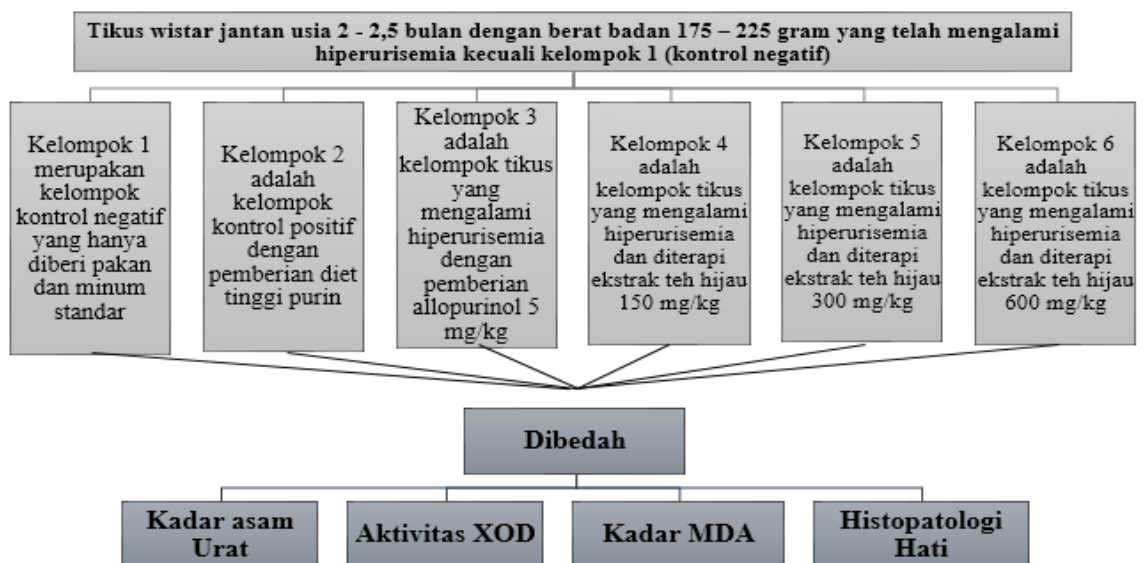 Tikus wistar jantan usia 2 - 2,5 bulan dengan berat badan 175 – 225 gram yang telah mengalami
hiperurisemia kecuali kelompok 1 (kontrol negatif)
Kelompok 1
merupakan
kelompok
kontrol negatif
yang hanya
diberi pakan
dan minum
standar
Kelompok 2
adalah
kelompok
kontrol positif
dengan
pemberian diet
tinggi purin
Kelompok 3
adalah
kelompok tikus
yang
mengalami
hiperurisemia
dengan
pemberian
allopurinol 5
mg/kg
Kelompok 4
adalah
kelompok tikus
yang mengalami
hiperurisemia
dan diterapi
ekstrak teh hijau
150 mg/kg
Kelompok 5
adalah
kelompok tikus
yang mengalami
hiperurisemia
dan diterapi
ekstrak teh hijau
300 mg/kg
Kelompok 6
adalah
kelompok tikus
yang mengalami
hiperurisemia
dan diterapi
ekstrak teh hijau
600 mg/kg
Dibedah
Kadar asam
Urat
Aktivitas XOD
Kadar MDA
Histopatologi
Hati